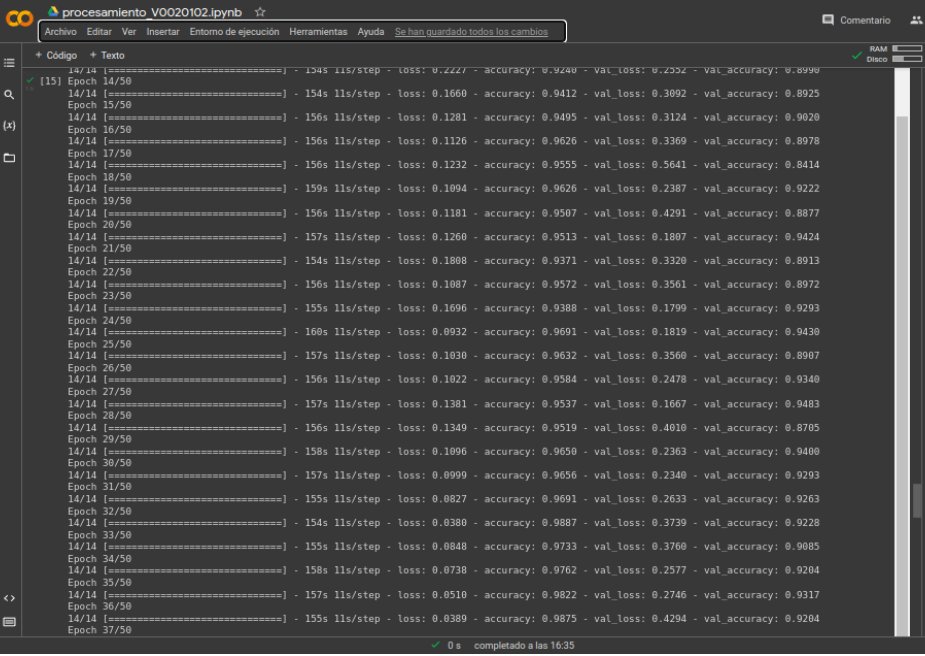 procesamiento_V0020102.ipynb
Comentario
Archivo Editar Ver Insertar Entorno de ejecución Herramientas Ayuda Se han guardado todos los cambios
+ Código + Texto
RAM
Disco
14/14 [==============================] - 154s 11s/step - loss: 0.2227 - accuracy: 0.9240 - val_loss: 0.2552 - val_accuracy: 0.8990
[15] Epoch 14/50
14/14 [==============================] - 154s 11s/step - loss: 0.1660 - accuracy: 0.9412 - val_loss: 0.3092 - val_accuracy: 0.8925
Epoch 15/50
14/14 [==============================] - 156s 11s/step - loss: 0.1281 - accuracy: 0.9495 - val_loss: 0.3124 - val_accuracy: 0.9020
Epoch 16/50
14/14 [==============================] - 156s 11s/step - loss: 0.1126 - accuracy: 0.9626 - val_loss: 0.3369 - val_accuracy: 0.8978
Epoch 17/50
14/14 [==============================] - 156s 11s/step - loss: 0.1232 - accuracy: 0.9555 - val_loss: 0.5641 - val_accuracy: 0.8414
Epoch 18/50
14/14 [==============================] - 159s 11s/step - loss: 0.1094 - accuracy: 0.9626 - val_loss: 0.2387 - val_accuracy: 0.9222
Epoch 19/50
14/14 [==============================] - 156s 11s/step - loss: 0.1181 - accuracy: 0.9507 - val_loss: 0.4291 - val_accuracy: 0.8877
Epoch 20/50
14/14 [==============================] - 157s 11s/step - loss: 0.1260 - accuracy: 0.9513 - val_loss: 0.1807 - val_accuracy: 0.9424
Epoch 21/50
14/14 [==============================] - 154s 11s/step - loss: 0.1808 - accuracy: 0.9371 - val_loss: 0.3320 - val_accuracy: 0.8913
Epoch 22/50
14/14 [==============================] - 156s 11s/step - loss: 0.1087 - accuracy: 0.9572 - val_loss: 0.3561 - val_accuracy: 0.8972
Epoch 23/50
14/14 [==============================] - 155s 11s/step - loss: 0.1696 - accuracy: 0.9388 - val_loss: 0.1799 - val_accuracy: 0.9293
Epoch 24/50
14/14 [==============================] - 160s 11s/step - loss: 0.0932 - accuracy: 0.9691 - val_loss: 0.1819 - val_accuracy: 0.9430
Epoch 25/50
14/14 [==============================] - 157s 11s/step - loss: 0.1030 - accuracy: 0.9632 - val_loss: 0.3560 - val_accuracy: 0.8907
Epoch 26/50
14/14 [==============================] - 156s 11s/step - loss: 0.1022 - accuracy: 0.9584 - val_loss: 0.2478 - val_accuracy: 0.9340
Epoch 27/50
14/14 [==============================] - 157s 11s/step - loss: 0.1381 - accuracy: 0.9537 - val_loss: 0.1667 - val_accuracy: 0.9483
Epoch 28/50
14/14 [==============================] - 156s 11s/step - loss: 0.1349 - accuracy: 0.9519 - val_loss: 0.4010 - val_accuracy: 0.8705
Epoch 29/50
14/14 [==============================] - 158s 11s/step - loss: 0.1096 - accuracy: 0.9650 - val_loss: 0.2363 - val_accuracy: 0.9400
Epoch 30/50
14/14 [==============================] - 157s 11s/step - loss: 0.0999 - accuracy: 0.9656 - val_loss: 0.2340 - val_accuracy: 0.9293
Epoch 31/50
14/14 [==============================] - 155s 11s/step - loss: 0.0827 - accuracy: 0.9691 - val_loss: 0.2633 - val_accuracy: 0.9263
Epoch 32/50
14/14 [==============================] - 154s 11s/step - loss: 0.0380 - accuracy: 0.9887 - val_loss: 0.3739 - val_accuracy: 0.9228
Epoch 33/50
14/14 [==============================] - 155s 11s/step - loss: 0.0848 - accuracy: 0.9733 - val_loss: 0.3760 - val_accuracy: 0.9085
Epoch 34/50
14/14 [==============================] - 158s 11s/step - loss: 0.0738 - accuracy: 0.9762 - val_loss: 0.2577 - val_accuracy: 0.9204
Epoch 35/50
14/14 [==============================] - 157s 11s/step - loss: 0.0510 - accuracy: 0.9822 - val_loss: 0.2746 - val_accuracy: 0.9317
Epoch 36/50
14/14 [==============================] - 155s 11s/step - loss: 0.0389 - accuracy: 0.9875 - val_loss: 0.4294 - val_accuracy: 0.9204
Epoch 37/50
0 s completado a las 16:35